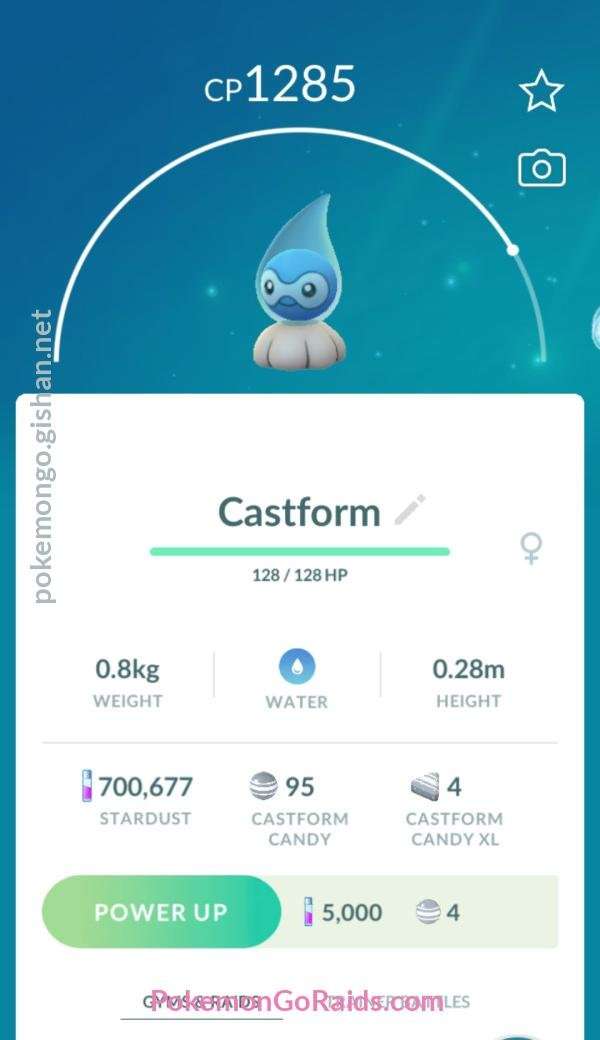 CP1285
pokemongo.gishan.net
Castform
128 / 128 HP
0.8kg
WEIGHT
WATER
0.28m
HEIGHT
700,677
STARDUST
95
CASTFORM
CANDY
4
CASTFORM
CANDY XL
POWER UP
5,000
4
GYMS & RAIDS
TRAINER BATTLES
PokemonGoRaids.com